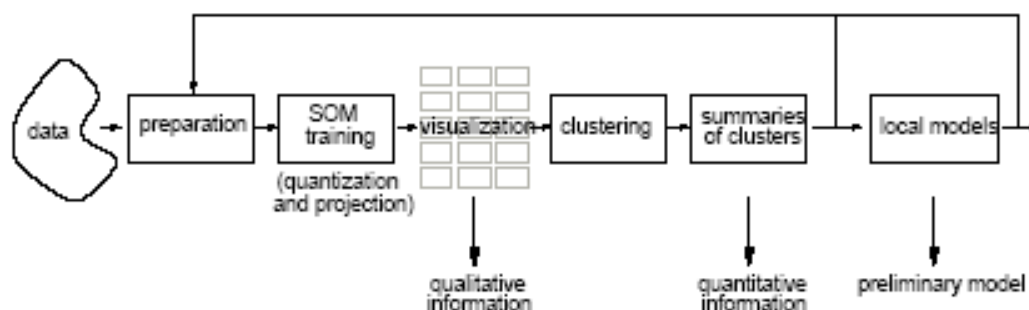 data
preparation
SOM
training
(quantization
and projection)
visualization
clustering
summaries
of clusters
local models
qualitative
information
quantitative
information
preliminary model